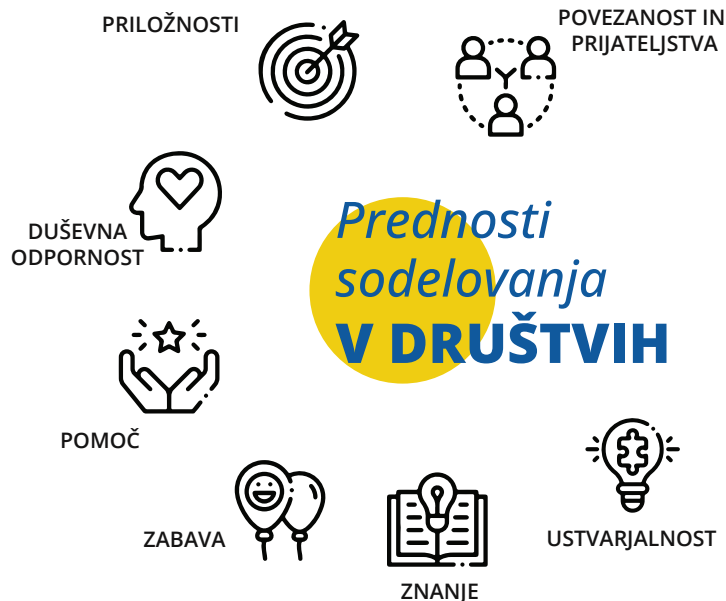 PRILOŽNOSTI
POVEZANOST IN
PRIJATELJSTVA
DUŠEVNA
ODPORNOST
Prednosti
sodelovanja
V DRUŠTVIH
POMOČ
USTVARJALNOST
ZABAVA
ZNANJE